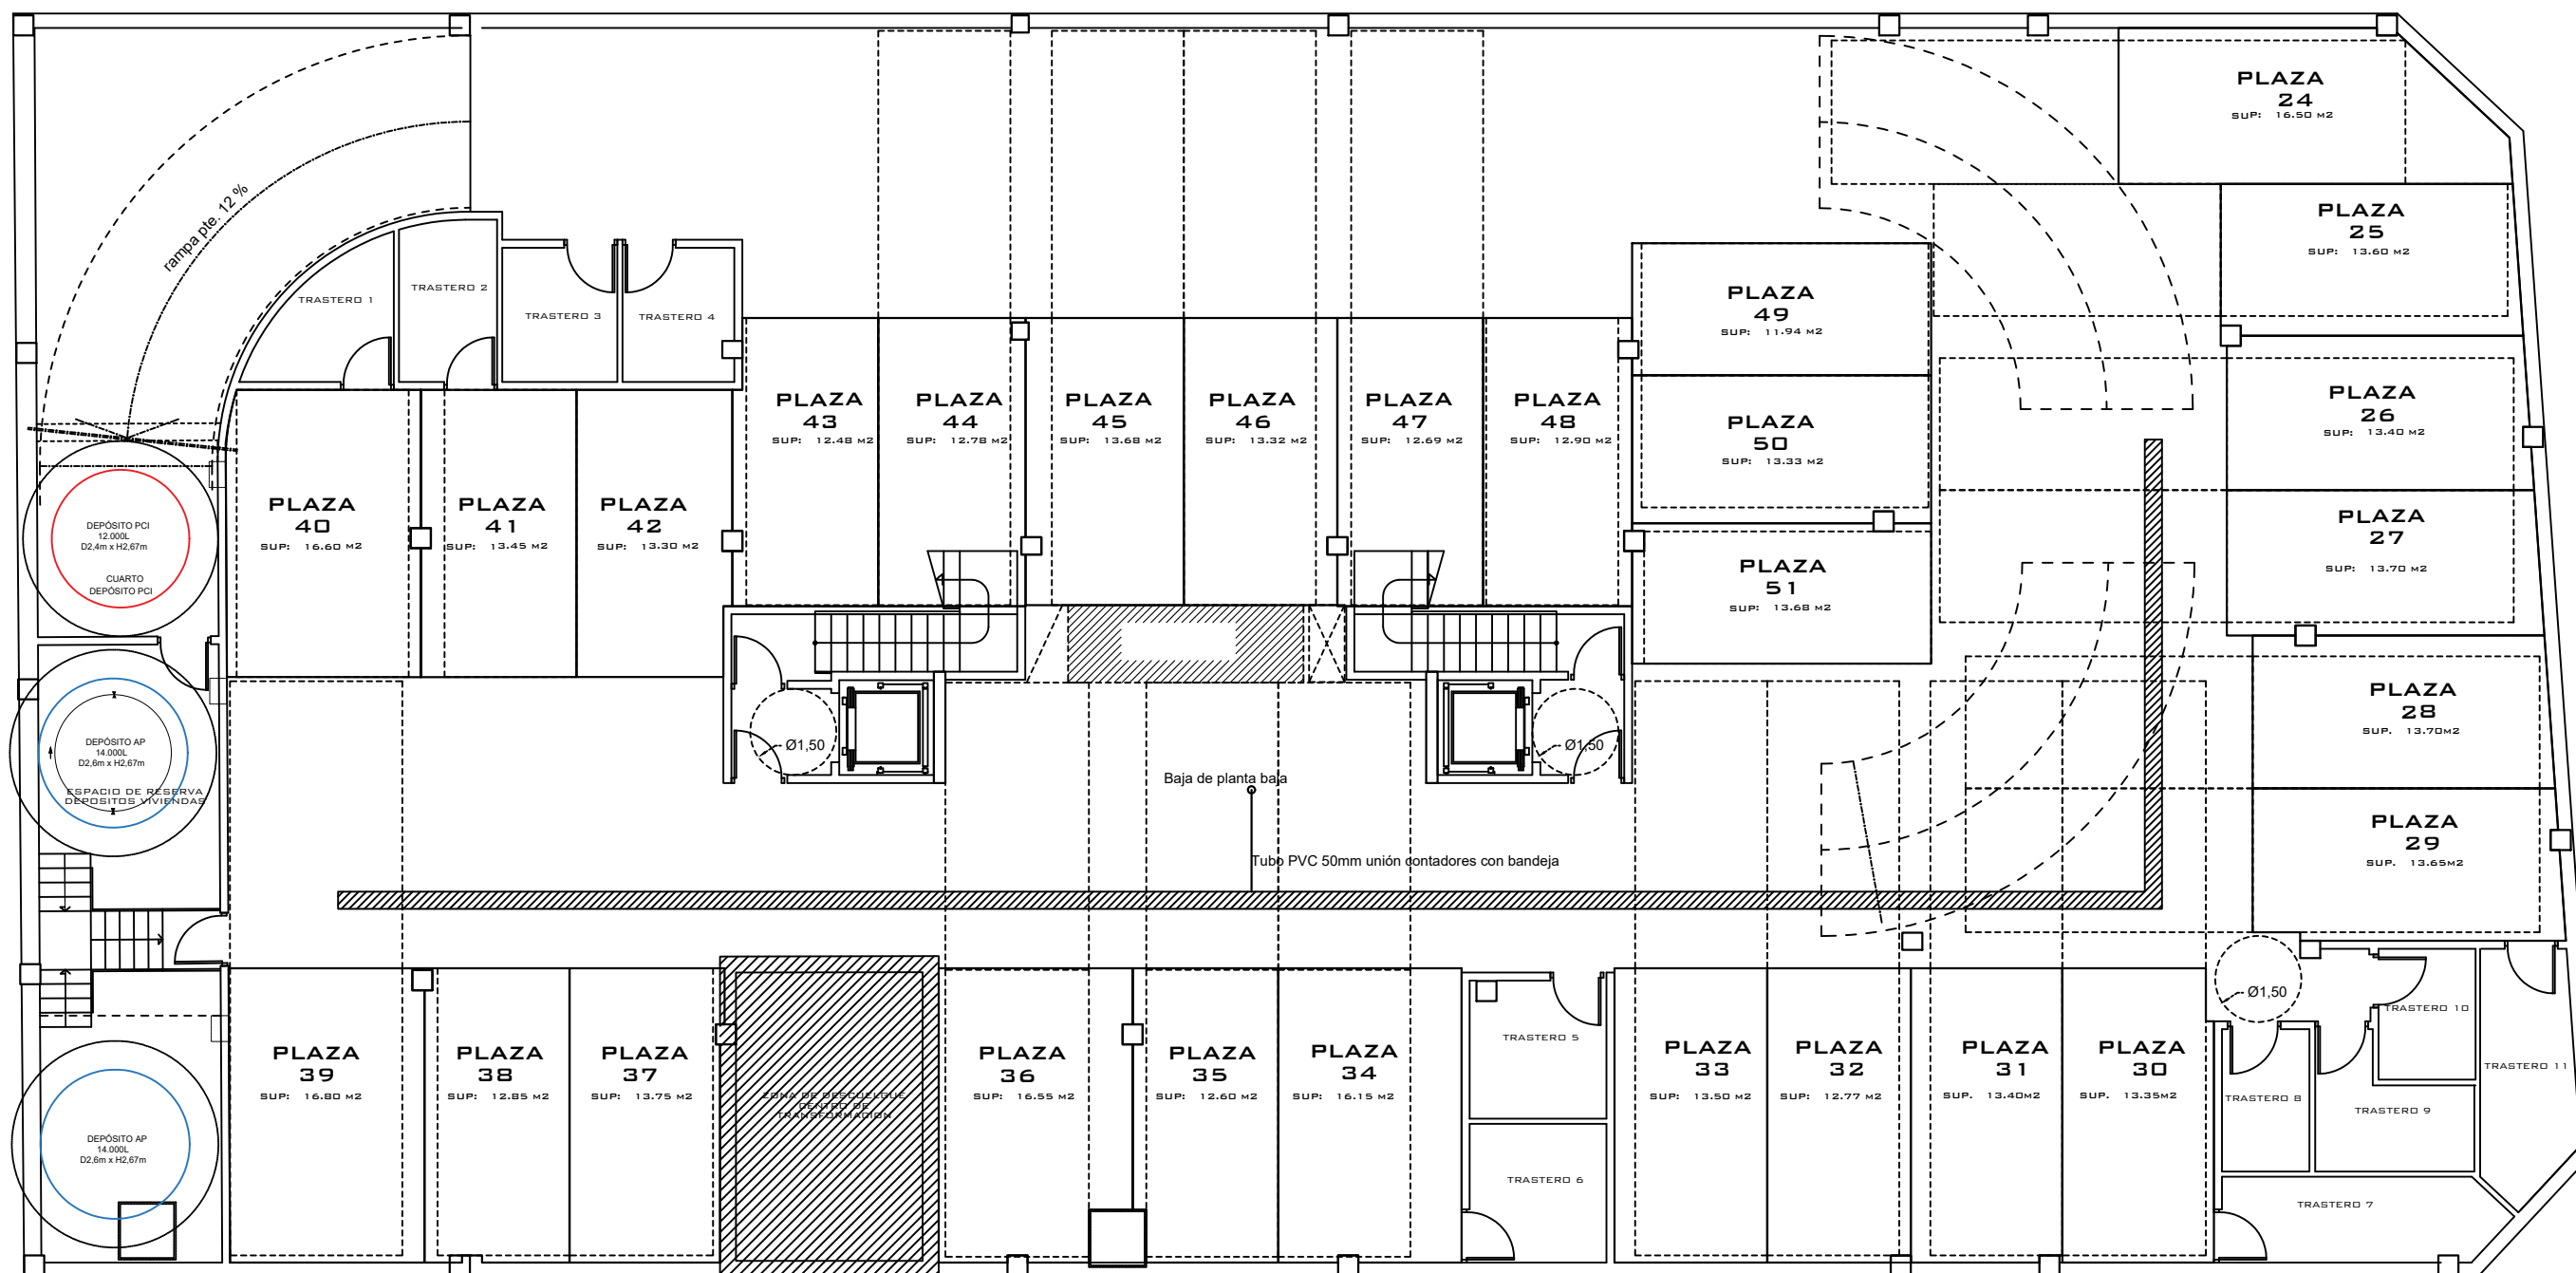 PLAZA
24
SUP: 16.50 M2
PLAZA
25
SUP: 13.60 M2
rampa pte. 12 %
TRASTERO 1
TRASTERO 2
TRASTERO 3
TRASTERO 4
PLAZA
49
SUP: 11.94 M2
PLAZA
26
SUP: 13.40 M2
PLAZA
43
SUP: 12.48 M2
PLAZA
44
SUP: 12.78 M2
PLAZA
45
SUP: 13.68 M2
PLAZA
46
SUP: 13.32 M2
PLAZA
47
SUP: 12.69 M2
PLAZA
48
SUP: 12.90 M2
PLAZA
50
SUP: 13.33 M2
PLAZA
40
SUP: 16.60 M2
PLAZA
41
SUP: 13.45 M2
PLAZA
42
SUP: 13.30 M2
PLAZA
27
SUP: 13.70 M2
DEPÓSITO PCI
12.000L
D2,4m x H2,67m
CUARTO
DEPÓSITO PCI
PLAZA
51
SUP: 13.68 M2
PLAZA
28
SUP. 13.70M2
DEPÓSITO AP
14.000L
D2,6m x H2,67m
ESPACIO DE RESERVA
DEPOSITOS VIVIENDAS
Ø1,50
Ø1,50
Baja de planta baja
Tubo PVC 50mm unión contadores con bandeja
PLAZA
29
SUP. 13.65M2
Ø1,50
PLAZA
39
SUP: 16.80 M2
PLAZA
38
SUP: 12.85 M2
PLAZA
37
SUP: 13.75 M2
ZONA DE DESCUELGUE
CENTRO DE
TRANSFORMACION
PLAZA
36
SUP: 16.55 M2
PLAZA
35
SUP: 12.60 M2
PLAZA
34
SUP: 16.15 M2
TRASTERO 5
TRASTERO 6
PLAZA
33
SUP: 13.50 M2
PLAZA
32
SUP: 12.77 M2
PLAZA
31
SUP. 13.40M2
PLAZA
30
SUP. 13.35M2
TRASTERO 10
TRASTERO 11
TRASTERO 8
TRASTERO 9
TRASTERO 7
DEPÓSITO AP
14.000L
D2,6m x H2,67m